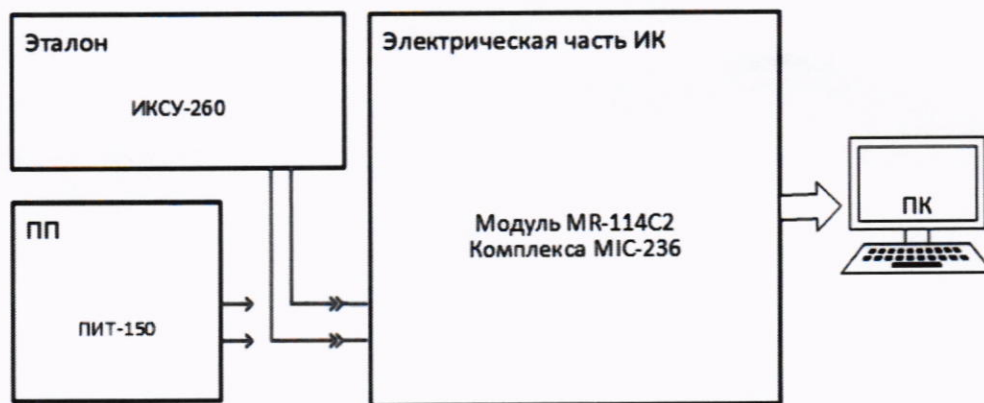 Эталон
ИКСУ-260
Электрическая часть ИК
ПП
ПИТ-150
Модуль MR-114C2
Комплекса MIC-236
ПК